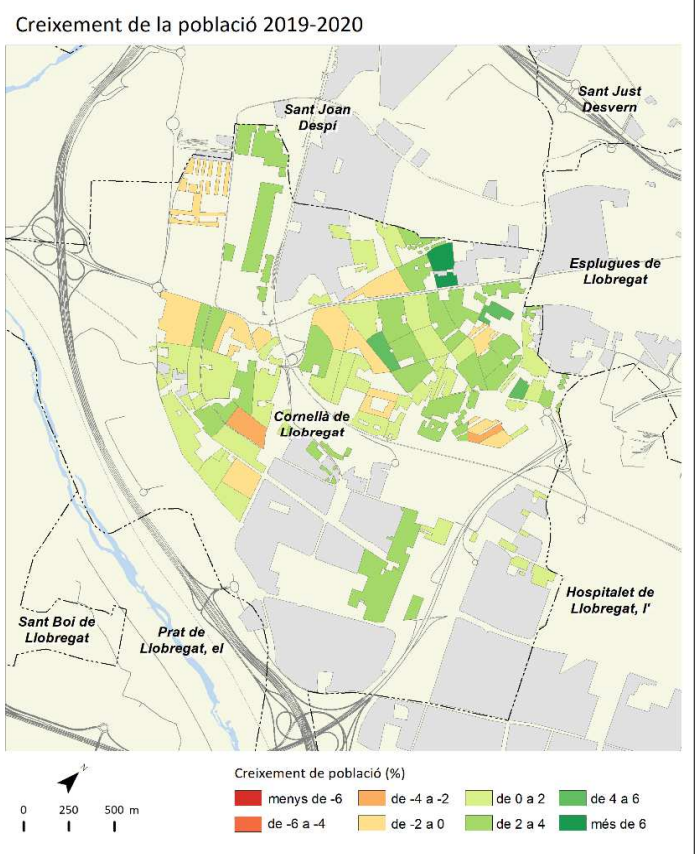 Creixement de la població 2019-2020
Sant Just
Desvern
Sant Joan
Despí
Esplugues de
Llobregat
Cornellà de
Llobregat
Hospitalet de
Llobregat, l'
Sant Boi de
Llobregat
Prat de
Llobregat, el
N
0 250 500 m
Creixement de població (%)
menys de -6
de -4 a -2
de 0 a 2
de 4 a 6
de -6 a -4
de -2 a 0
de 2 a 4
més de 6